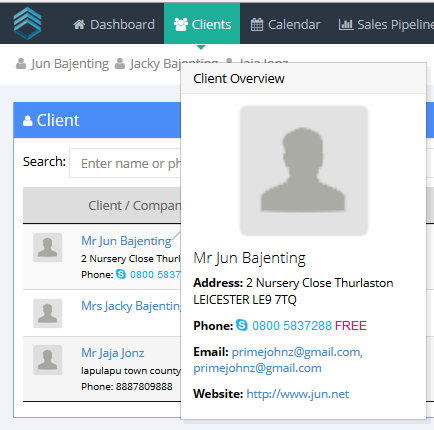 Dashboard Clients Calendar Sales Pipeline
Jun Bajenting Jacky Bajenting Jaja Jonz
Client Overview
Client
Search: Enter name or ph
Client / Compan
Mr Jun Bajenting
2 Nursery Close Thurl
Phone: 0800 5837
Mrs Jacky Bajenting
Mr Jaja Jonz
lapulapu town county
Phone: 8887809888
Mr Jun Bajenting
Address: 2 Nursery Close Thurlaston
LEICESTER LE9 7TQ
Phone: 0800 5837288 FREE
Email: primejohnz@gmail.com,
primejohnz@gmail.com
Website: http://www.jun.net